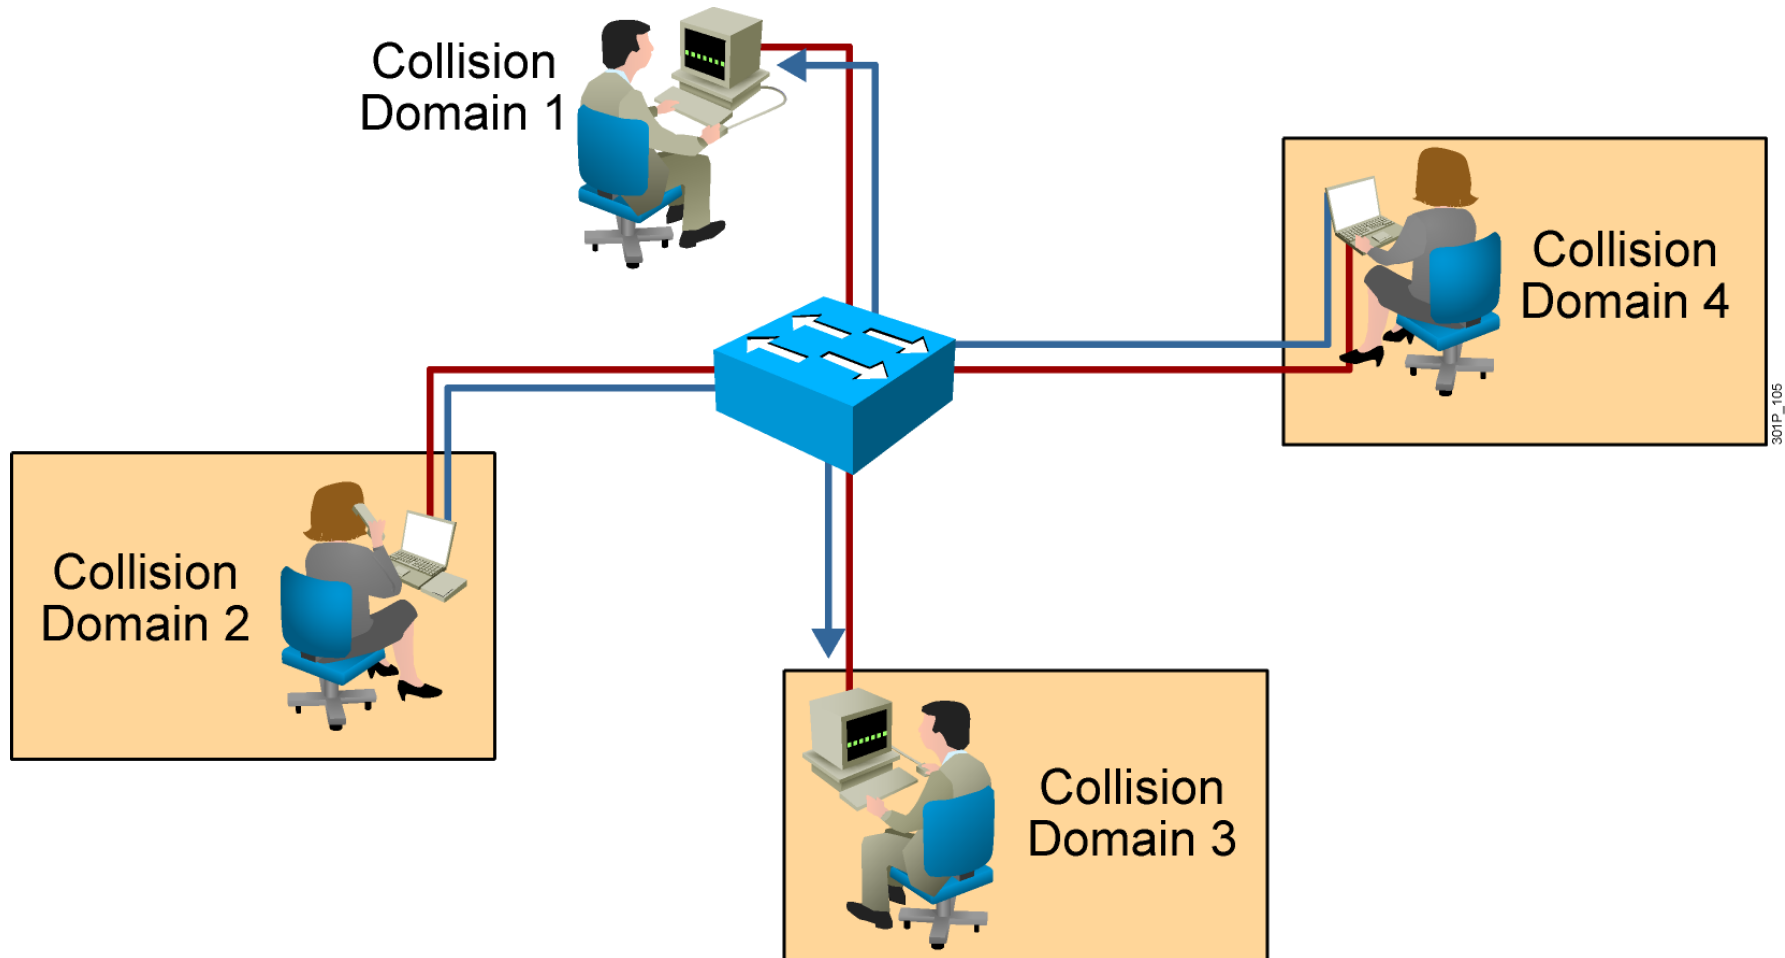 Collision
Domain 1
Collision
Domain 4
301P_105
Collision
Domain 2
Collision
Domain 3